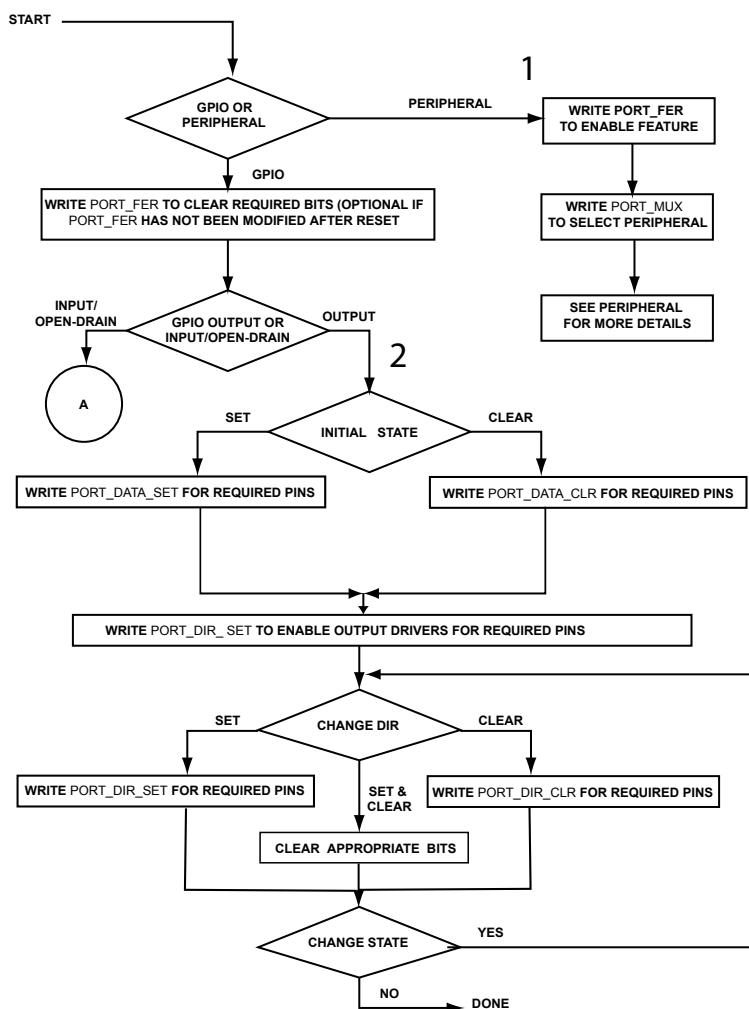 START
1
GPIO OR
PERIPHERAL
PERIPHERAL
WRITE PORT_FER
TO ENABLE FEATURE
GPIO
WRITE PORT_FER TO CLEAR REQUIRED BITS (OPTIONAL IF
PORT_FER HAS NOT BEEN MODIFIED AFTER RESET
WRITE PORT_MUX
TO SELECT PERIPHERAL
INPUT/
OPEN-DRAIN
GPIO OUTPUT OR
INPUT/OPEN-DRAIN
OUTPUT
SEE PERIPHERAL
FOR MORE DETAILS
2
A
SET
INITIAL STATE
CLEAR
WRITE PORT_DATA_SET FOR REQUIRED PINS
WRITE PORT_DATA_CLR FOR REQUIRED PINS
WRITE PORT_DIR_ SET TO ENABLE OUTPUT DRIVERS FOR REQUIRED PINS
SET
CHANGE DIR
CLEAR
WRITE PORT_DIR_SET FOR REQUIRED PINS
SET &
CLEAR
WRITE PORT_DIR_CLR FOR REQUIRED PINS
CLEAR APPROPRIATE BITS
CHANGE STATE
YES
NO
DONE